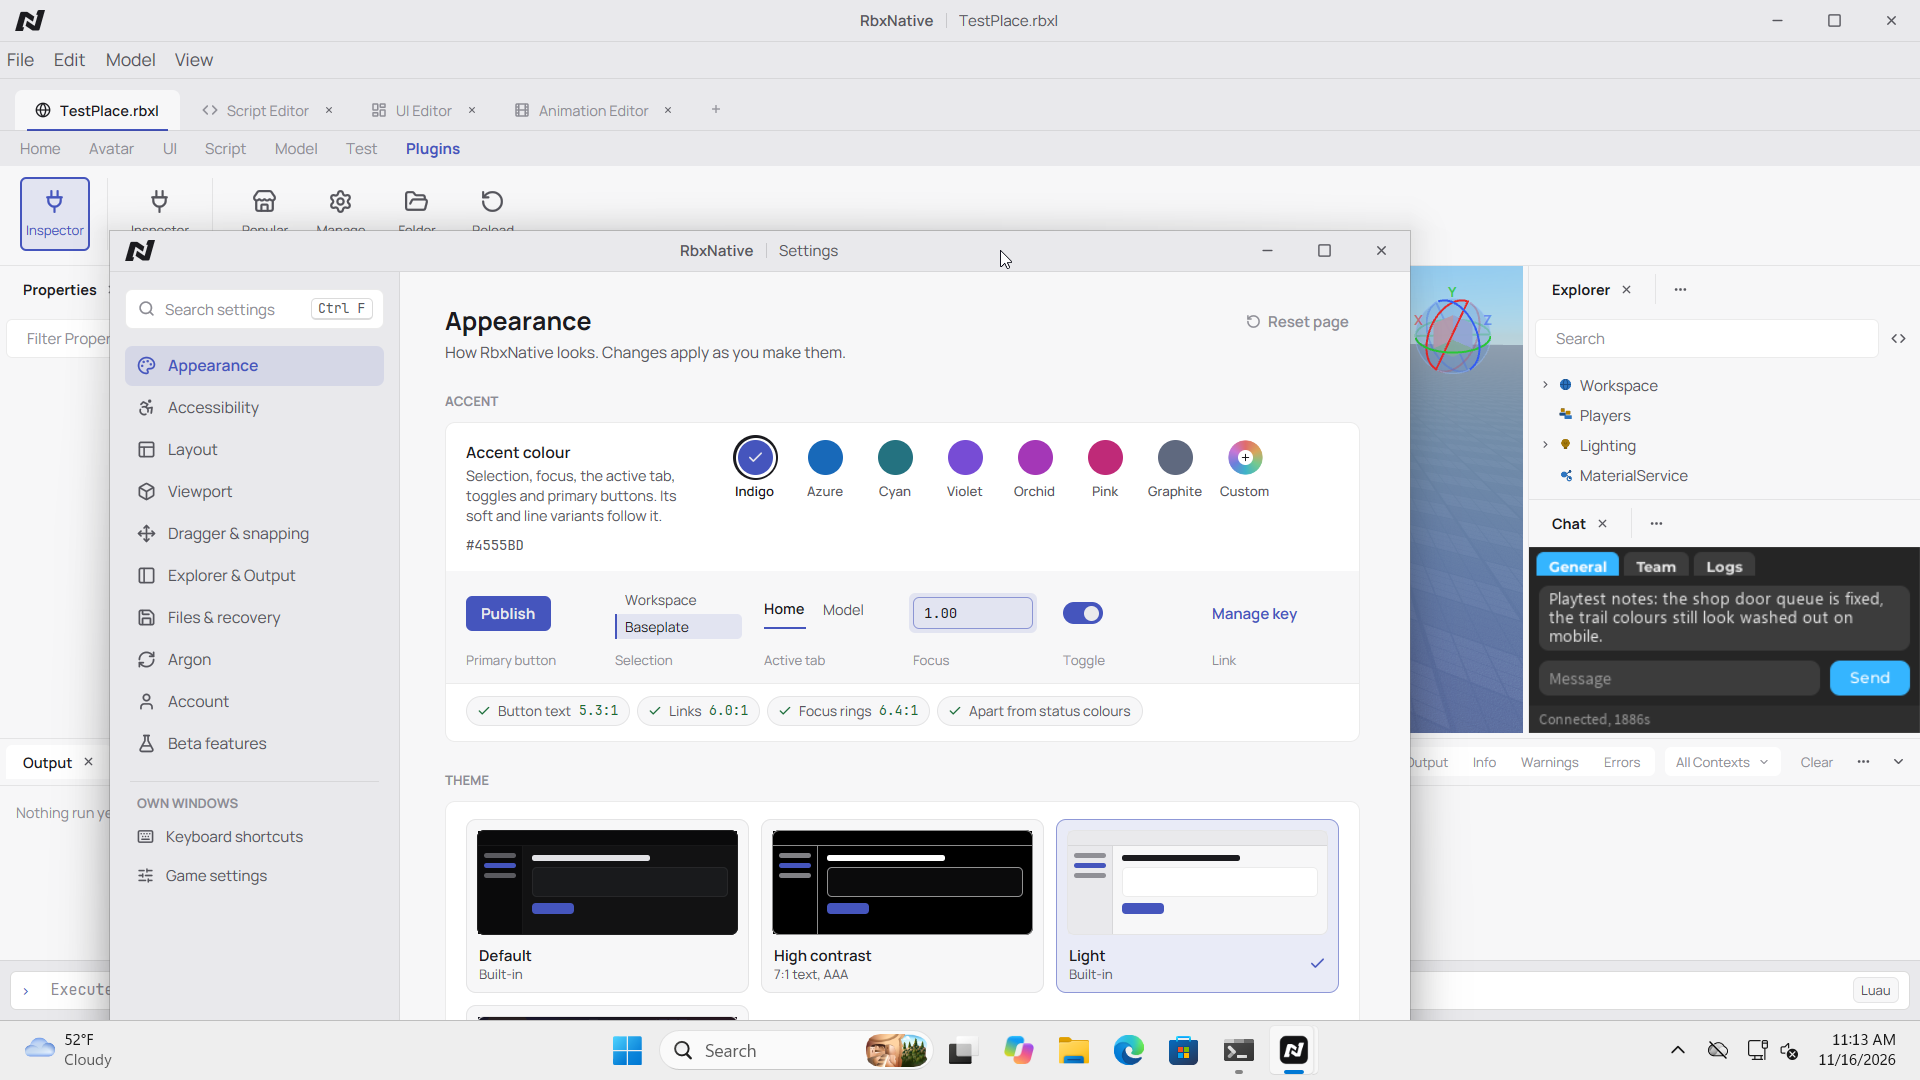 RbxNative
TestPlace.rbxl
File Edit Model View
TestPlace.rbxl
Script Editor
UI Editor
Animation Editor
Home Avatar UI Script Model Test Plugins
Inspector
Inspector Popular Manage Folder Reload
RbxNative Settings
Properties
Filter Proper
Search settings
Ctrl F
Appearance
Accessibility
Layout
Viewport
Dragger & snapping
Explorer & Output
Files & recovery
Argon
Account
Beta features
OWN WINDOWS
Keyboard shortcuts
Game settings
Appearance
Reset page
How RbxNative looks. Changes apply as you make them.
ACCENT
Accent colour
Selection, focus, the active tab,
toggles and primary buttons. Its
soft and line variants follow it.
#4555BD
Indigo Azure Cyan Violet Orchid Pink Graphite Custom
Publish
Primary button
Workspace
Baseplate
Selection
Home Model
Active tab
1.00
Focus
Toggle
Manage key
Link
Button text 5.3:1
Links 6.0:1
Focus rings 6.4:1
Apart from status colours
THEME
Default
Built-in
High contrast
7:1 text, AAA
Light
Built-in
X Y Z
Explorer
Search
Workspace
Players
Lighting
MaterialService
Chat
General Team Logs
Playtest notes: the shop door queue is fixed,
the trail colours still look washed out on
mobile.
Message
Send
Connected, 1886s
Output
Nothing run ye
Output Info Warnings Errors
All Contexts
Clear
Execute
Luau
52°F
Cloudy
Search
11:13 AM
11/16/2026